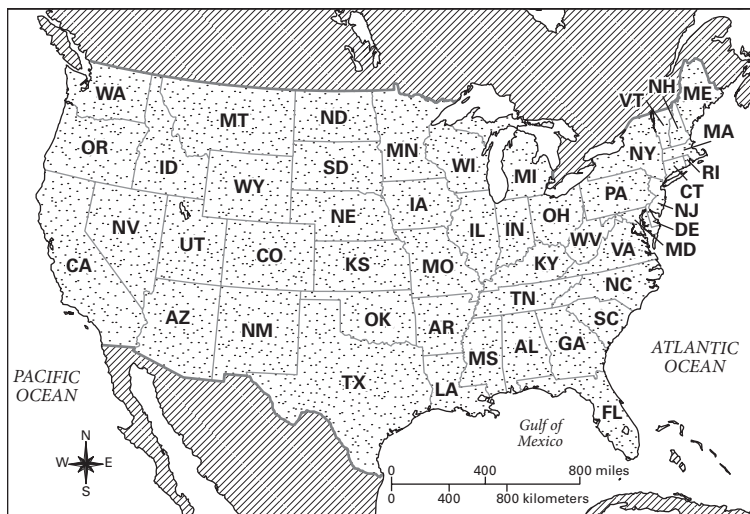 WA
MT
ND
MN
OR
ID
SD
WI
WY
MI
NH
VT
ME
MA
NY
RI
CT
NJ
DE
MD
PA
NE
IA
NV
UT
CO
IL
IN
OH
WV
VA
CA
KS
MO
KY
NC
TN
SC
AZ
NM
OK
AR
MS
AL
GA
TX
LA
FL
PACIFIC
OCEAN
ATLANTIC
OCEAN
Gulf of
Mexico
N
W E
S
0 400 800 miles
0 400 800 kilometers